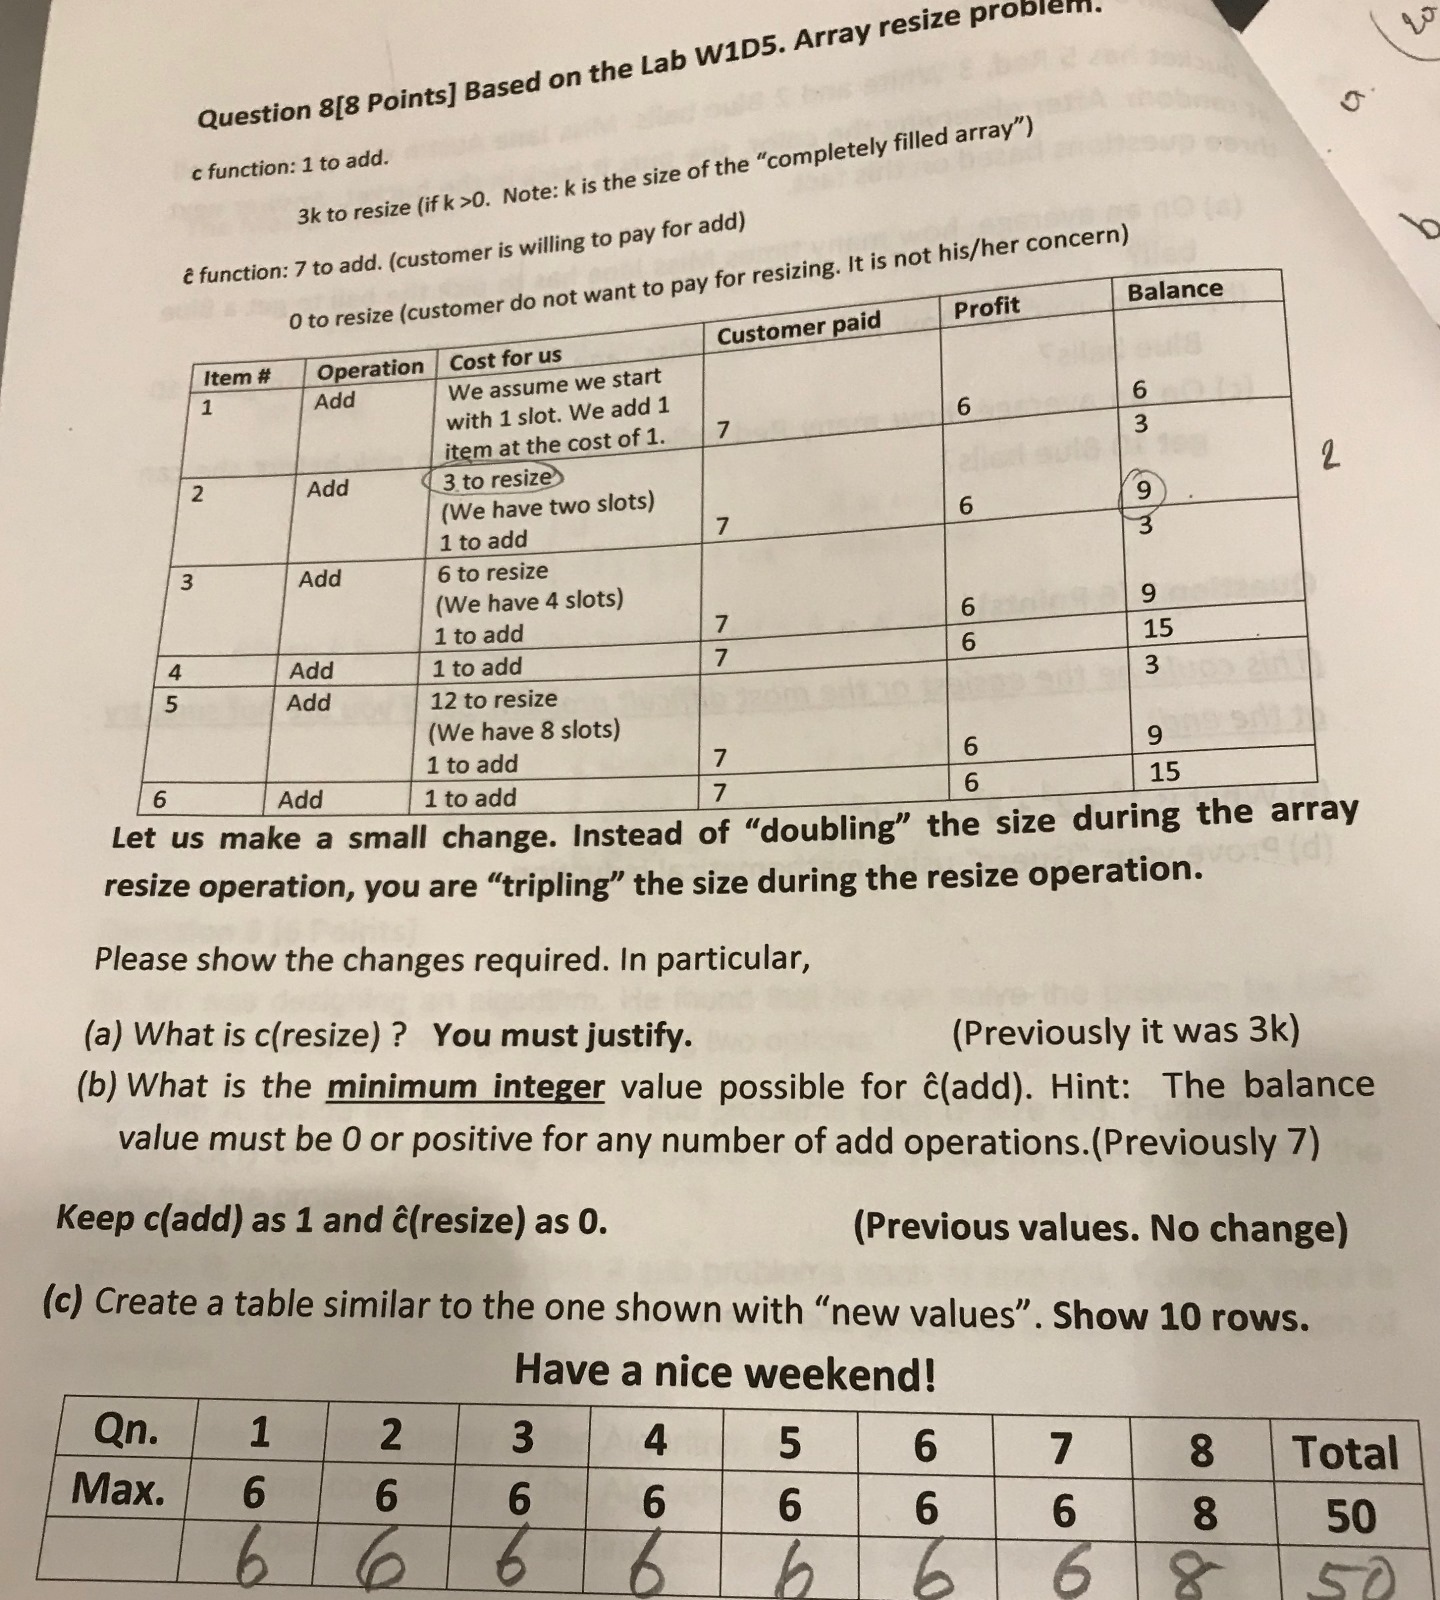 Question 8[8 Points] Based on the Lab W1D5. Array resize problem.
c function: 1 to add.
3k to resize (if k >0. Note: k is the size of the "completely filled array")
ĉ function: 7 to add. (customer is willing to pay for add)
0 to resize (customer do not want to pay for resizing. It is not his/her concern)
Item # Operation Cost for us Customer paid Profit Balance
1 Add We assume we start
with 1 slot. We add 1
item at the cost of 1. 7 6 6
2 Add 3 to resize 3
(We have two slots)
1 to add 7 6 9
3 Add 6 to resize 3
(We have 4 slots)
1 to add 7 6 9
4 Add 1 to add 7 6 15
5 Add 12 to resize 3
(We have 8 slots)
1 to add 7 6 9
6 Add 1 to add 7 6 15
2
Let us make a small change. Instead of "doubling" the size during the array
resize operation, you are "tripling" the size during the resize operation.
Please show the changes required. In particular,
(a) What is c(resize) ? You must justify. (Previously it was 3k)
(b) What is the minimum integer value possible for ĉ(add). Hint: The balance
value must be 0 or positive for any number of add operations.(Previously 7)
Keep c(add) as 1 and ĉ(resize) as 0. (Previous values. No change)
(c) Create a table similar to the one shown with "new values". Show 10 rows.
Have a nice weekend!
Qn. 1 2 3 4 5 6 7 8 Total
Max. 6 6 6 6 6 6 6 8 50
6 6 6 6 6 6 6 8 50